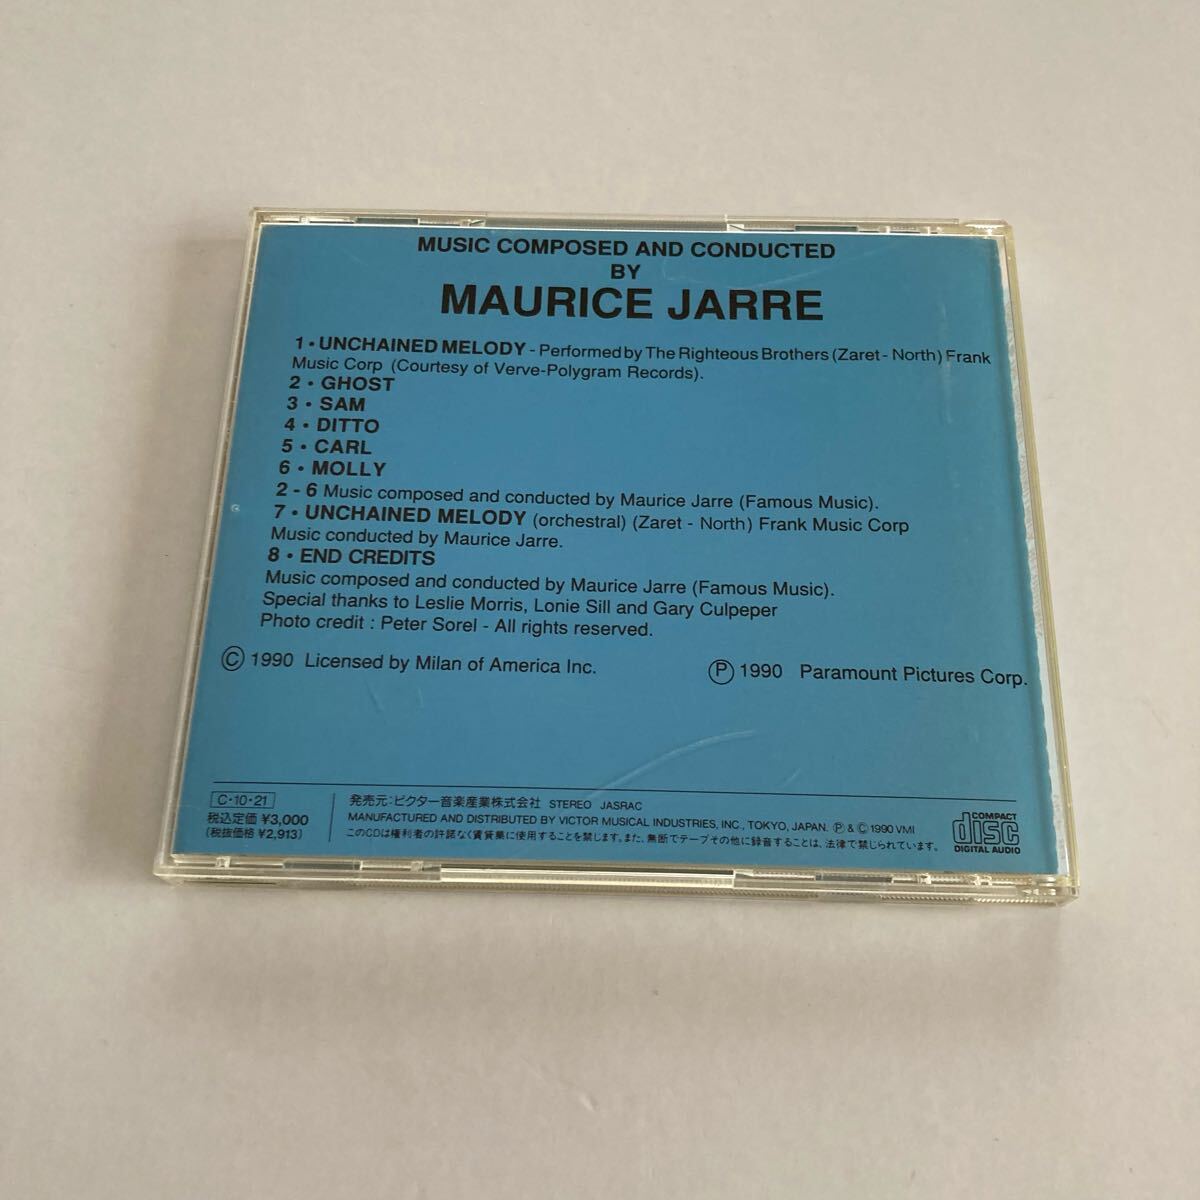 MUSIC COMPOSED AND CONDUCTED
BY
MAURICE JARRE
1 • UNCHAINED MELODY - Performed by The Righteous Brothers (Zaret - North) Frank
Music Corp (Courtesy of Verve-Polygram Records).
2 • GHOST
3 • SAM
4 • DITTO
5 • CARL
6 • MOLLY
2 - 6 Music composed and conducted by Maurice Jarre (Famous Music).
7 • UNCHAINED MELODY (orchestral) (Zaret - North) Frank Music Corp
Music conducted by Maurice Jarre.
8 • END CREDITS
Music composed and conducted by Maurice Jarre (Famous Music).
Special thanks to Leslie Morris, Lonie Sill and Gary Culpeper
Photo credit : Peter Sorel - All rights reserved.
© 1990 Licensed by Milan of America Inc.
Ⓟ 1990 Paramount Pictures Corp.
C・10・21
税込定価 ¥3,000
(税抜価格 ¥2,913)
発売元:ビクター音楽産業株式会社 STEREO JASRAC
MANUFACTURED AND DISTRIBUTED BY VICTOR MUSICAL INDUSTRIES, INC., TOKYO, JAPAN. Ⓟ & © 1990 VMI
このCDは権利者の許諾なく賃貸業に使用することを禁じます。また、無断でテープその他に録音することは、法律で禁じられています。
COMPACT
disc
DIGITAL AUDIO